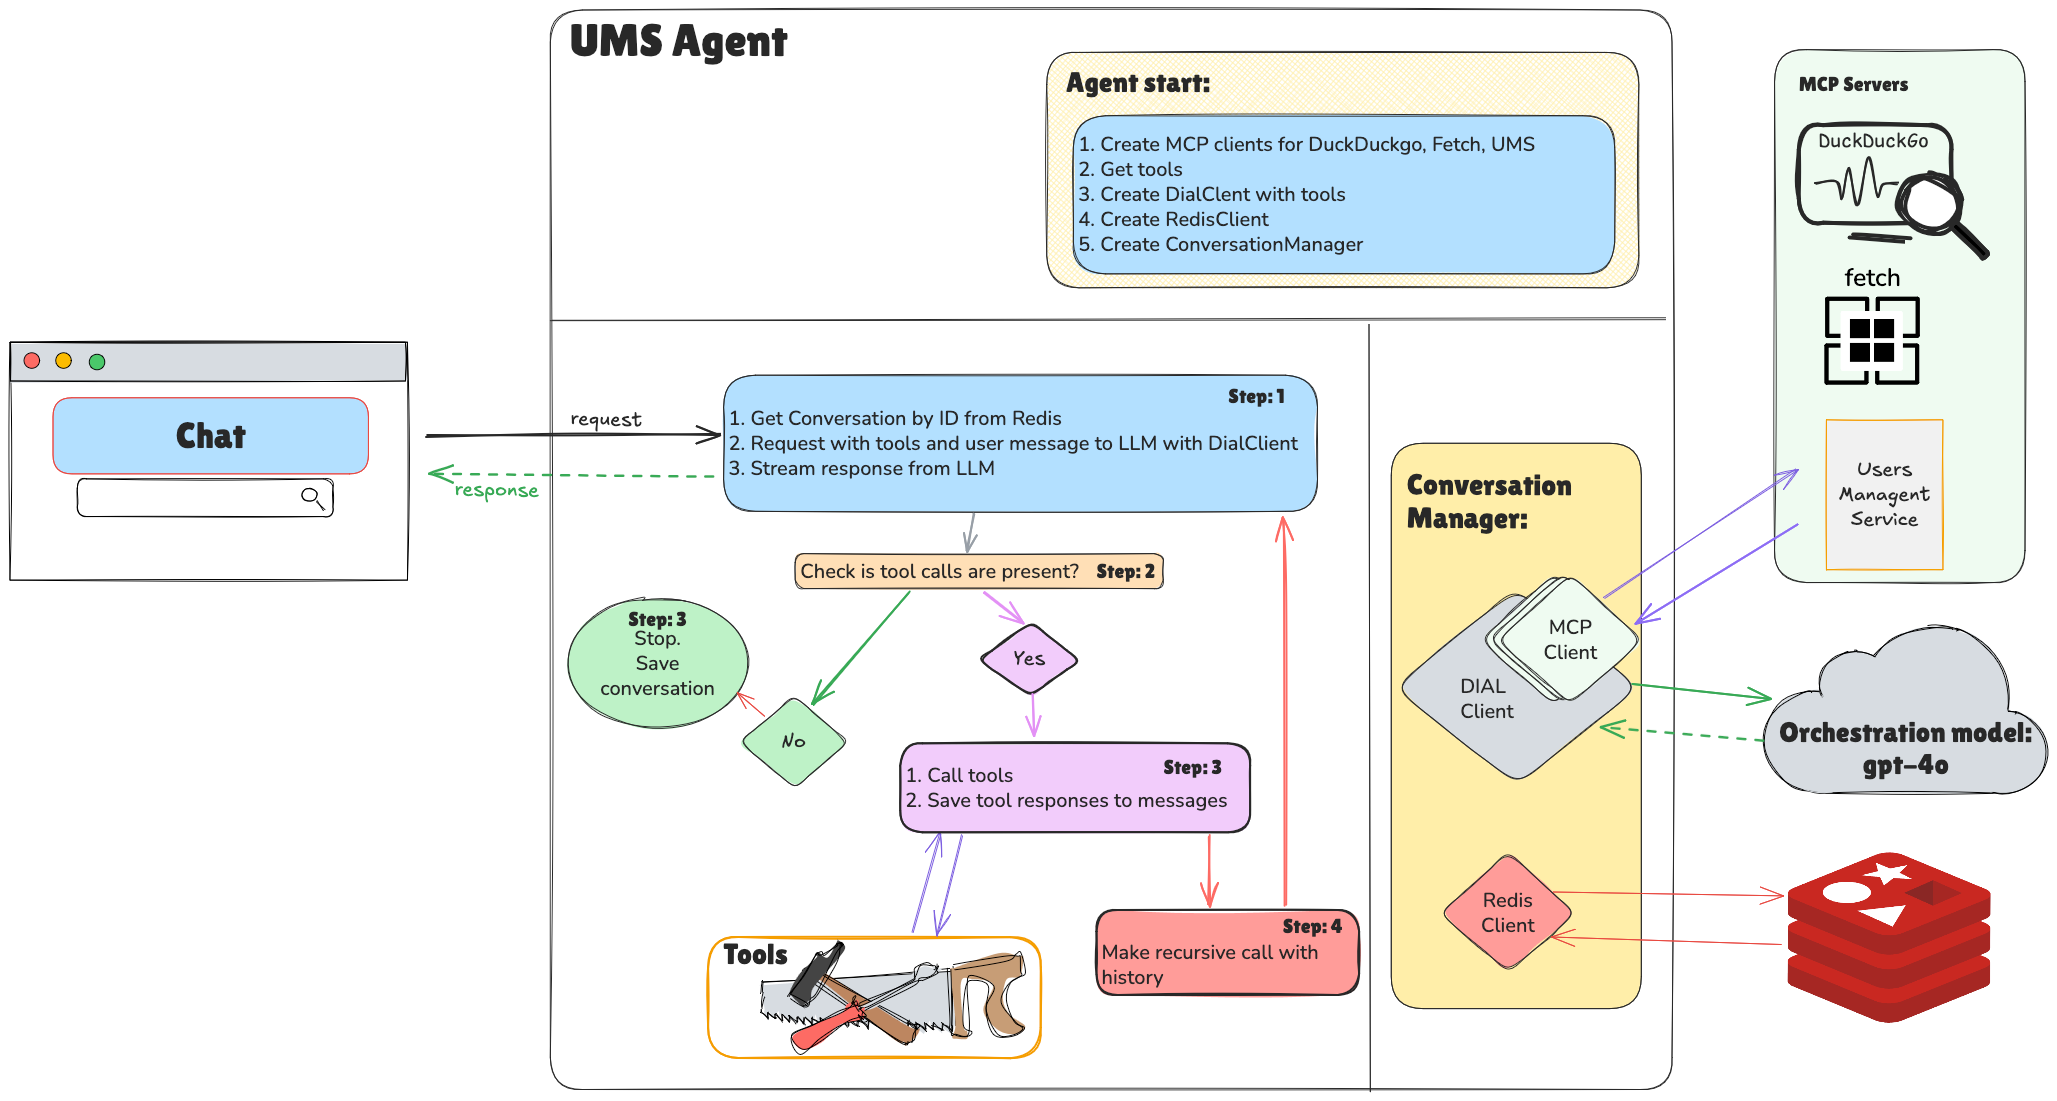 UMS Agent
Agent start:
1. Create MCP clients for DuckDuckgo, Fetch, UMS
2. Get tools
3. Create DialClent with tools
4. Create RedisClient
5. Create ConversationManager
MCP Servers
DuckDuckGo
fetch
Users
Managent
Service
Chat
request
response
Step: 1
1. Get Conversation by ID from Redis
2. Request with tools and user message to LLM with DialClient
3. Stream response from LLM
Check is tool calls are present? Step: 2
Step: 3
Stop.
Save
conversation
No
Yes
Step: 3
1. Call tools
2. Save tool responses to messages
Tools
Step: 4
Make recursive call with
history
Conversation
Manager:
MCP
Client
DIAL
Client
Redis
Client
Orchestration model:
gpt-4o